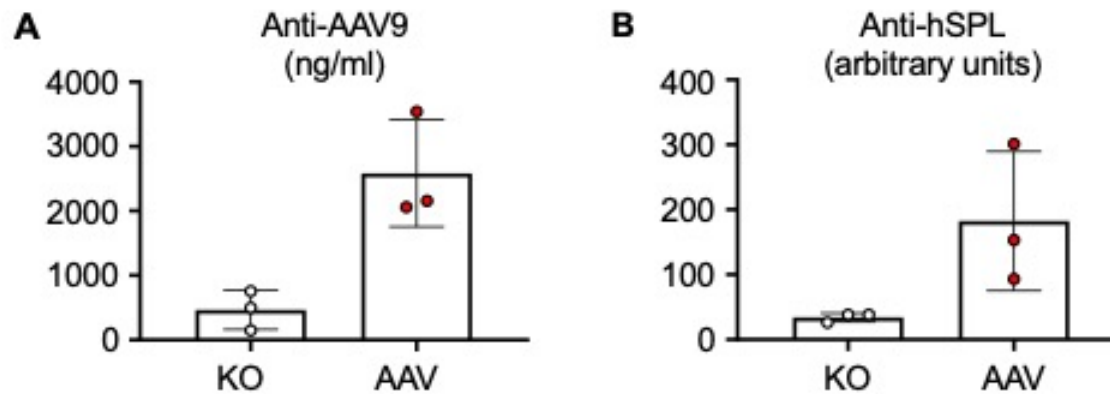 A
Anti-AAV9
(ng/ml)
4000
3000
2000
1000
0
KO
AAV
B
Anti-hSPL
(arbitrary units)
400
300
200
100
0
KO
AAV